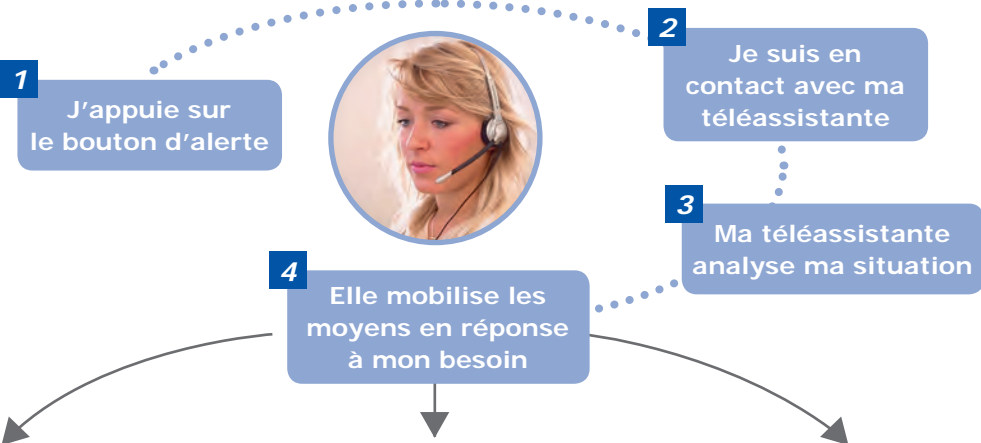 1
J'appuie sur
le bouton d'alerte
2
Je suis en
contact avec ma
téléassistante
3
Ma téléassistante
analyse ma situation
4
Elle mobilise les
moyens en réponse
à mon besoin